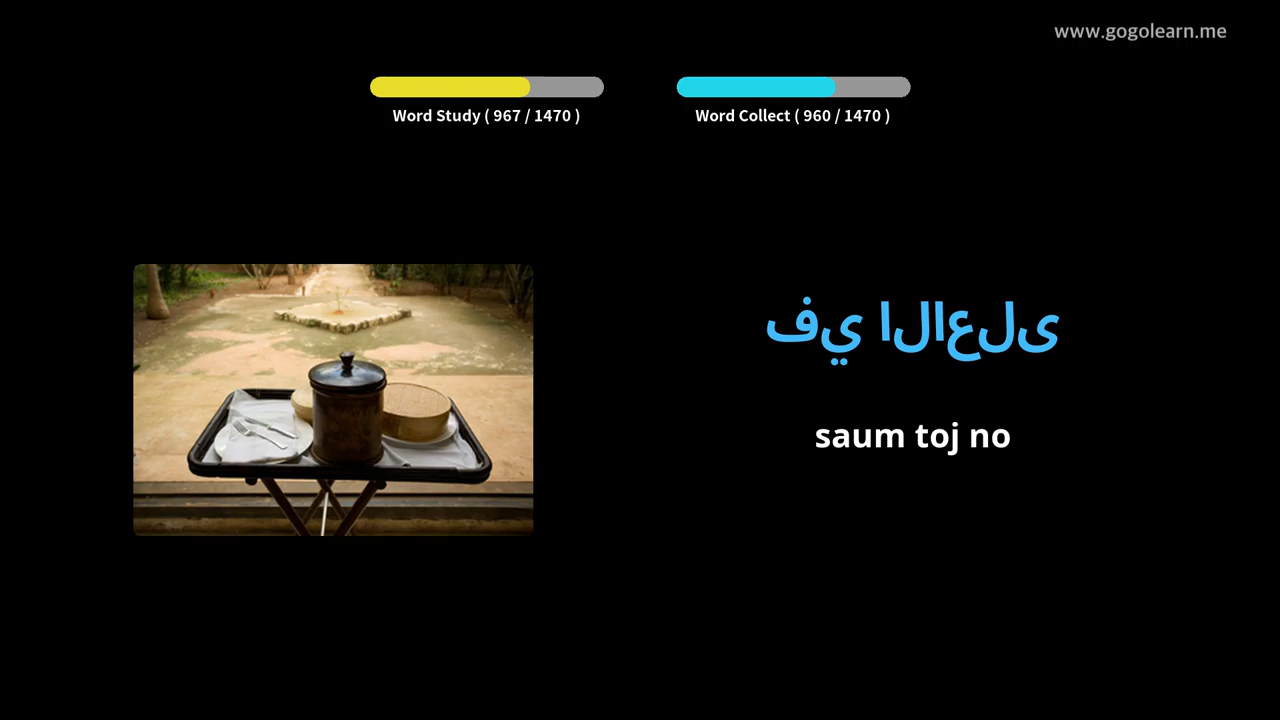 www.gogolearn.me
Word Study ( 967 / 1470 )
Word Collect ( 960 / 1470 )
في الاعلى
saum toj no